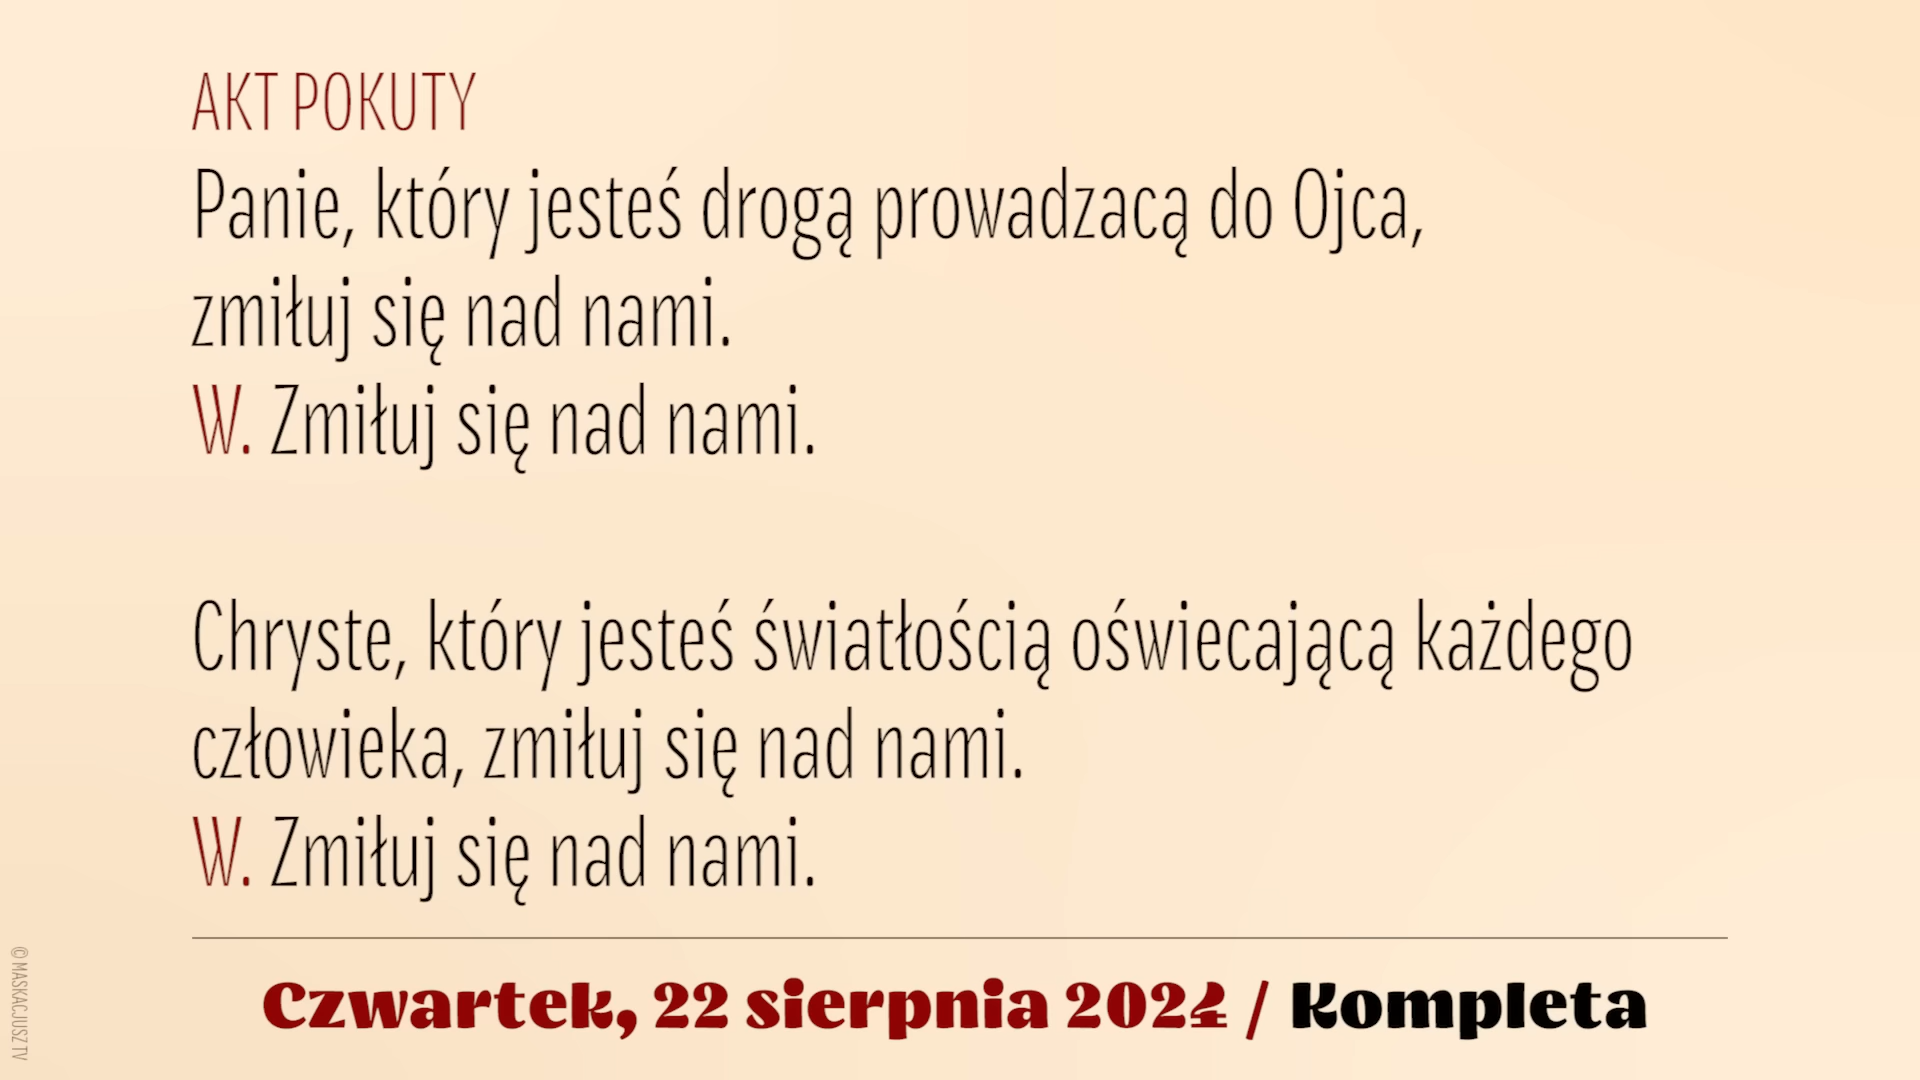 AKT POKUTY
Panie, który jesteś drogą prowadzacą do Ojca,
zmiłuj się nad nami.
W. Zmiłuj się nad nami.
Chryste, który jesteś światłością oświecającą każdego
człowieka, zmiłuj się nad nami.
W. Zmiłuj się nad nami.
Czwartek, 22 sierpnia 2024 / Kompleta
© MASKACJUSZ TV